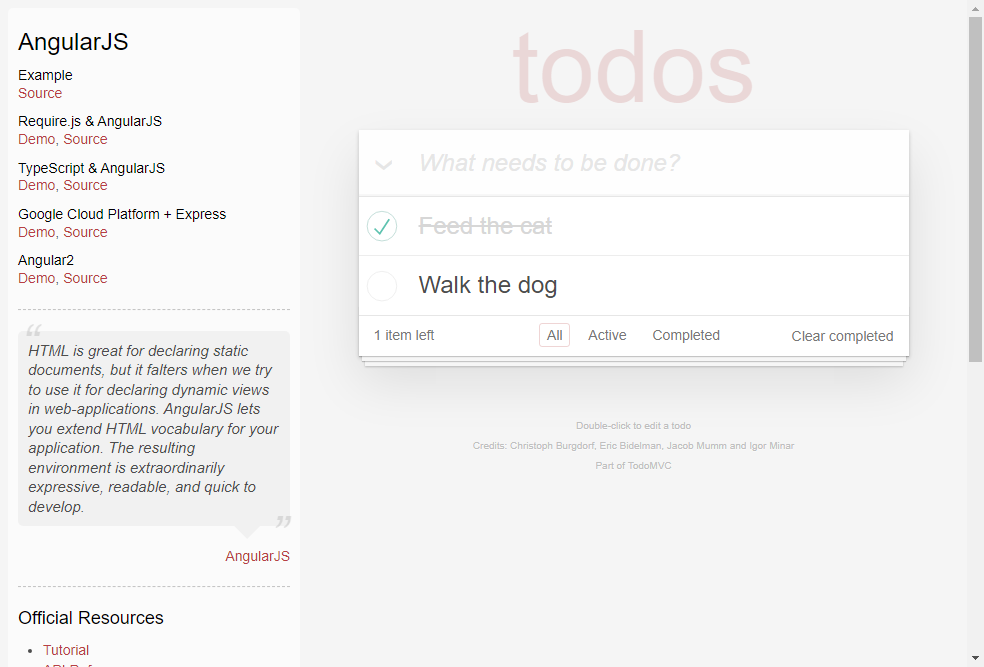 AngularJS
Example
Source
Require.js & AngularJS
Demo, Source
TypeScript & AngularJS
Demo, Source
Google Cloud Platform + Express
Demo, Source
Angular2
Demo, Source
“
HTML is great for declaring static
documents, but it falters when we try
to use it for declaring dynamic views
in web-applications. AngularJS lets
you extend HTML vocabulary for your
application. The resulting
environment is extraordinarily
expressive, readable, and quick to
develop.
”
AngularJS
Official Resources
• Tutorial
todos
What needs to be done?
Feed the cat
Walk the dog
1 item left
All
Active
Completed
Clear completed
Double-click to edit a todo
Credits: Christoph Burgdorf, Eric Bidelman, Jacob Mumm and Igor Minar
Part of TodoMVC